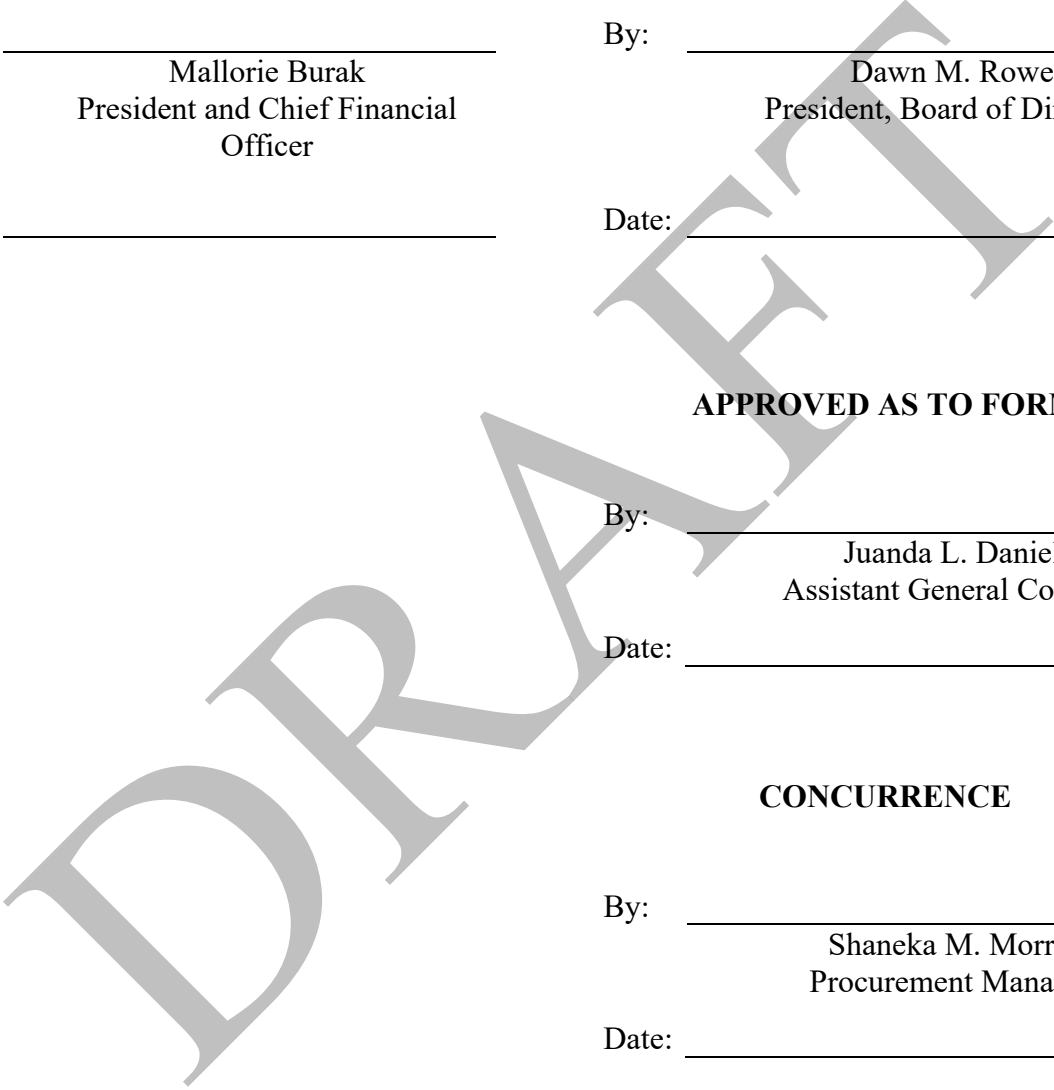 Mallorie Burak
President and Chief Financial
Officer
By:
Dawn M. Rowe
President, Board of Di
Date:
APPROVED AS TO FOR
By:
Juanda L. Danie
Assistant General Co
Date:
CONCURRENCE
By:
Shaneka M. Morr
Procurement Mana
Date:
DRAFT